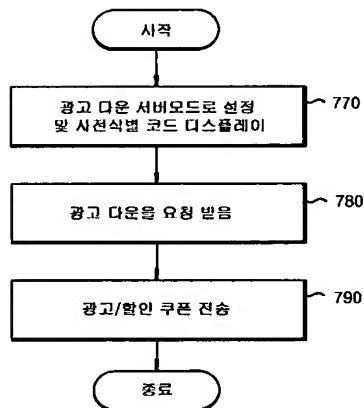 시작
광고 다운 서버모드로 설정
및 사전식별 코드 디스플레이
770
광고 다운을 요청 받음
780
광고/할인 쿠폰 전송
790
종료